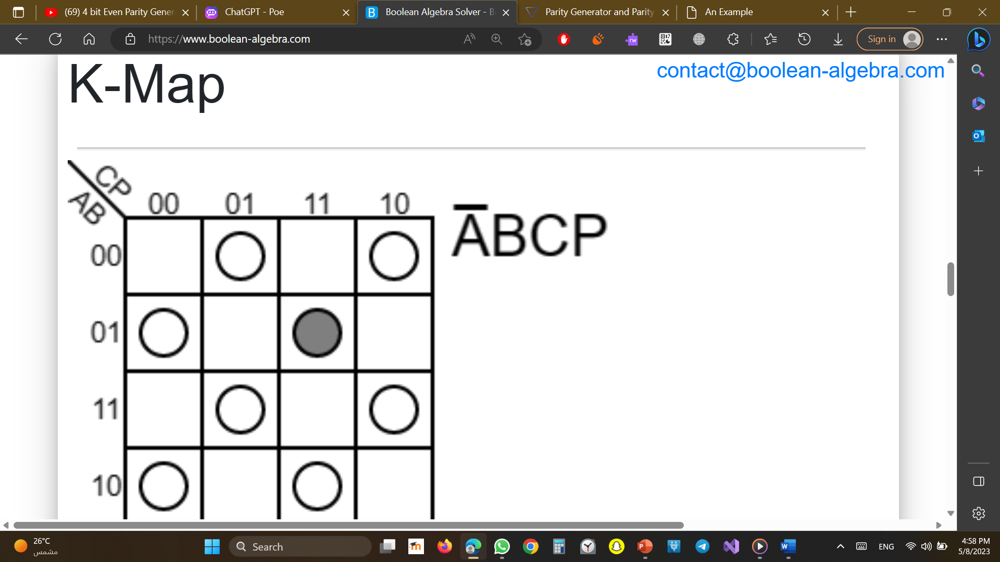 (69) 4 bit Even Parity Gener
ChatGPT - Poe
Boolean Algebra Solver - B
Parity Generator and Parity
An Example
https://www.boolean-algebra.com
Sign in
K-Map
contact@boolean-algebra.com
CP
AB
00 01 11 10
A̅BCP
00
01
11
10
26°C
مشمس
Search
ENG
4:58 PM
5/8/2023